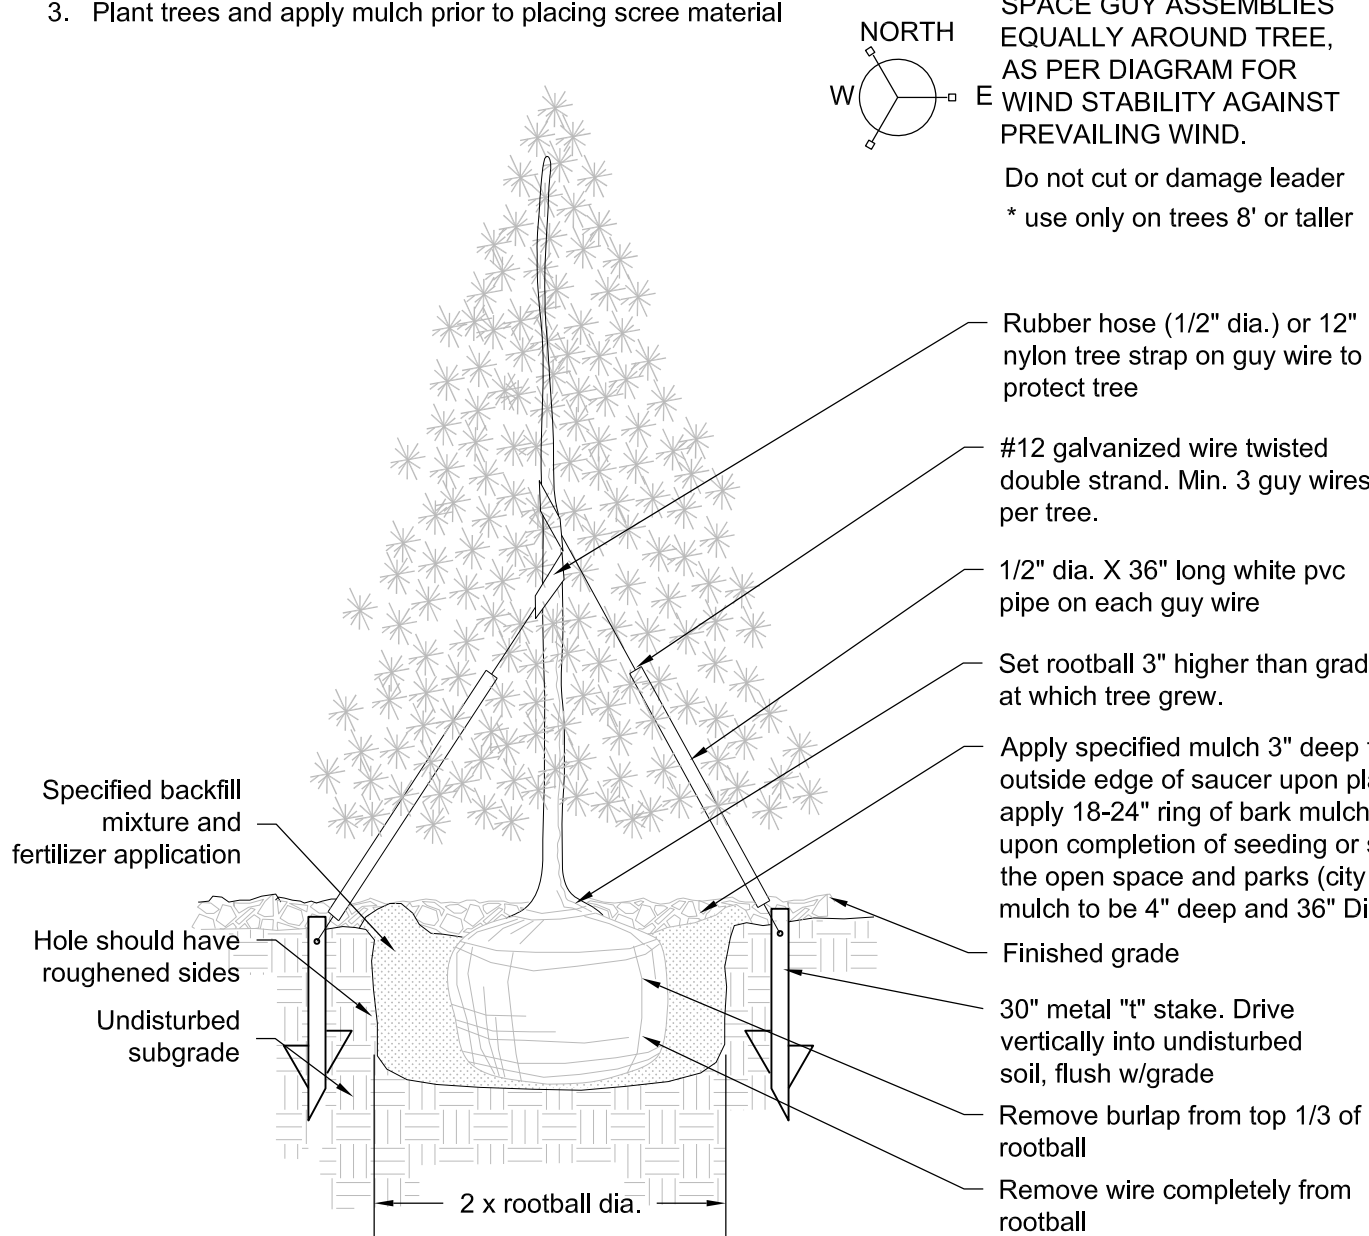 3. Plant trees and apply mulch prior to placing scree material
NORTH
W
E
SPACE GUY ASSEMBLIES
EQUALLY AROUND TREE,
AS PER DIAGRAM FOR
WIND STABILITY AGAINST
PREVAILING WIND.
Do not cut or damage leader
* use only on trees 8' or taller
Rubber hose (1/2" dia.) or 12"
nylon tree strap on guy wire to
protect tree
#12 galvanized wire twisted
double strand. Min. 3 guy wires
per tree.
1/2" dia. X 36" long white pvc
pipe on each guy wire
Set rootball 3" higher than grad
at which tree grew.
Apply specified mulch 3" deep
outside edge of saucer upon
apply 18-24" ring of bark mulch
upon completion of seeding or
the open space and parks (city
mulch to be 4" deep and 36"
Finished grade
30" metal "t" stake. Drive
vertically into undisturbed
soil, flush w/grade
Remove burlap from top 1/3 of
rootball
Remove wire completely from
rootball
Specified backfill
mixture and
fertilizer application
Hole should have
roughened sides
Undisturbed
subgrade
2 x rootball dia.